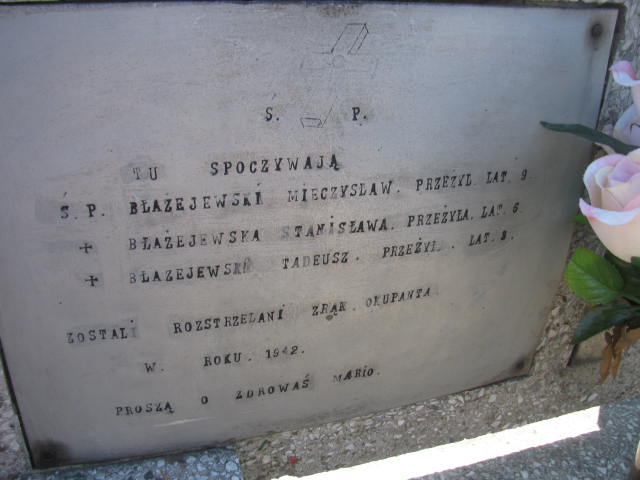 Ś. P.
TU SPOCZYWAJĄ
Ś.P. BŁAŻEJEWSKI MIECZYSŁAW. PRZEŻYŁ. LAT. 9.
+ BŁAŻEJEWSKA STANISŁAWA. PRZEŻYŁA. LAT. 6.
+ BŁAŻEJEWSKI TADEUSZ. PRZEŻYŁ. LAT. 3.
ZOSTALI ROZSTRZELANI ZRĄK. OKUPANTA
W. ROKU. 1942.
PROSZĄ O ZDROWAŚ MARIO.